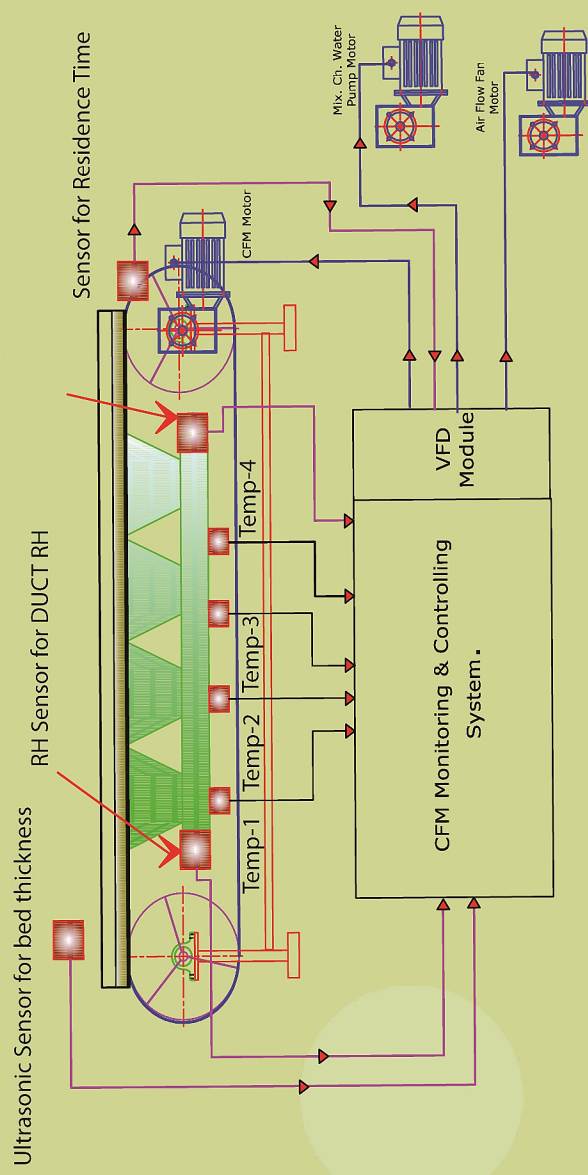 Ultrasonic Sensor for bed thickness
RH Sensor for DUCT RH
Sensor for Residence Time
Temp-1
Temp-2
Temp-3
Temp-4
CFM Motor
Mix. Ch. Water
Pump Motor
Air Flow Fan
Motor
CFM Monitoring & Controlling
System.
VFD
Module